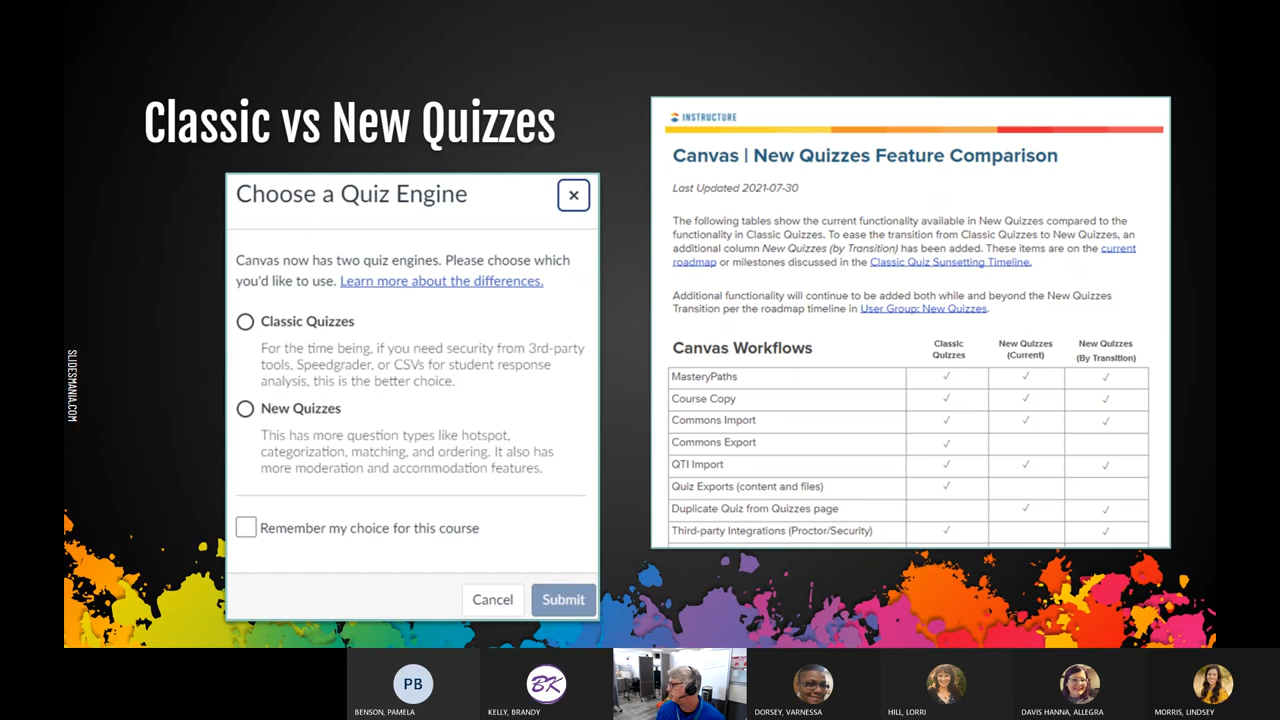 Classic vs New Quizzes
Choose a Quiz Engine
×
Canvas now has two quiz engines. Please choose which
you'd like to use. Learn more about the differences.
Classic Quizzes
For the time being, if you need security from 3rd-party
tools, Speedgrader, or CSVs for student response
analysis, this is the better choice.
New Quizzes
This has more question types like hotspot,
categorization, matching, and ordering. It also has
more moderation and accommodation features.
Remember my choice for this course
Cancel Submit
INSTRUCTURE
Canvas | New Quizzes Feature Comparison
Last Updated 2021-07-30
The following tables show the current functionality available in New Quizzes compared to the
functionality in Classic Quizzes. To ease the transition from Classic Quizzes to New Quizzes, an
additional column New Quizzes (by Transition) has been added. These items are on the current
roadmap or milestones discussed in the Classic Quiz Sunsetting Timeline.
Additional functionality will continue to be added both while and beyond the New Quizzes
Transition per the roadmap timeline in User Group: New Quizzes.
Canvas Workflows
Classic
Quizzes
New Quizzes
(Current)
New Quizzes
(By Transition)
MasteryPaths ✓ ✓ ✓
Course Copy ✓ ✓ ✓
Commons Import ✓ ✓ ✓
Commons Export ✓
QTI Import ✓ ✓ ✓
Quiz Exports (content and files) ✓
Duplicate Quiz from Quizzes page ✓ ✓
Third-party Integrations (Proctor/Security) ✓ ✓
SLIDESMANIA.COM
PB
BK
BENSON, PAMELA
KELLY, BRANDY
DORSEY, VARNESSA
HILL, LORRI
DAVIS HANNA, ALLEGRA
MORRIS, LINDSEY